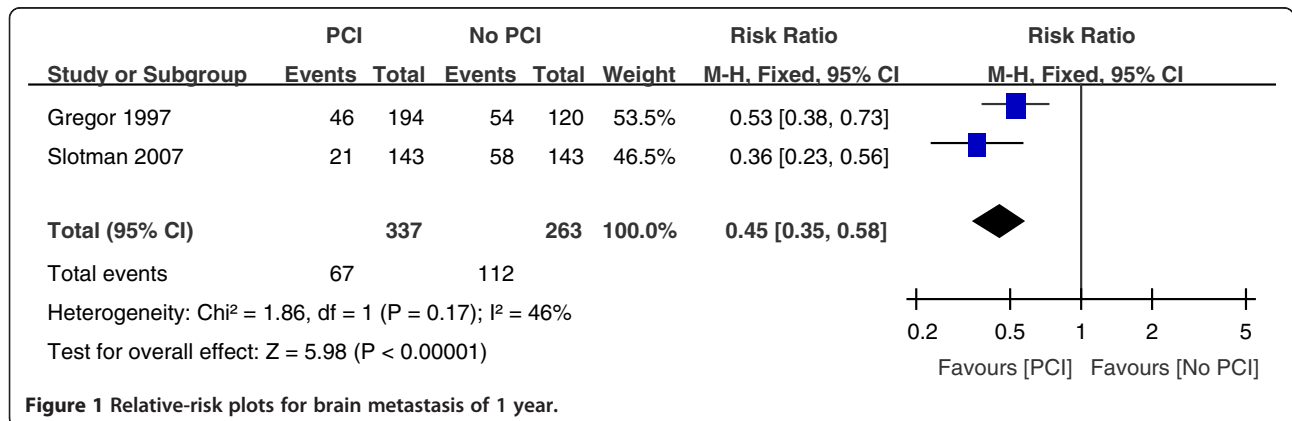 PCI No PCI Risk Ratio Risk Ratio
Study or Subgroup Events Total Events Total Weight M-H, Fixed, 95% CI M-H, Fixed, 95% CI
Gregor 1997 46 194 54 120 53.5% 0.53 [0.38, 0.73]
Slotman 2007 21 143 58 143 46.5% 0.36 [0.23, 0.56]
Total (95% CI) 337 263 100.0% 0.45 [0.35, 0.58]
Total events 67 112
Heterogeneity: Chi² = 1.86, df = 1 (P = 0.17); I² = 46%
Test for overall effect: Z = 5.98 (P < 0.00001)
0.2 0.5 1 2 5
Favours [PCI] Favours [No PCI]
Figure 1 Relative-risk plots for brain metastasis of 1 year.